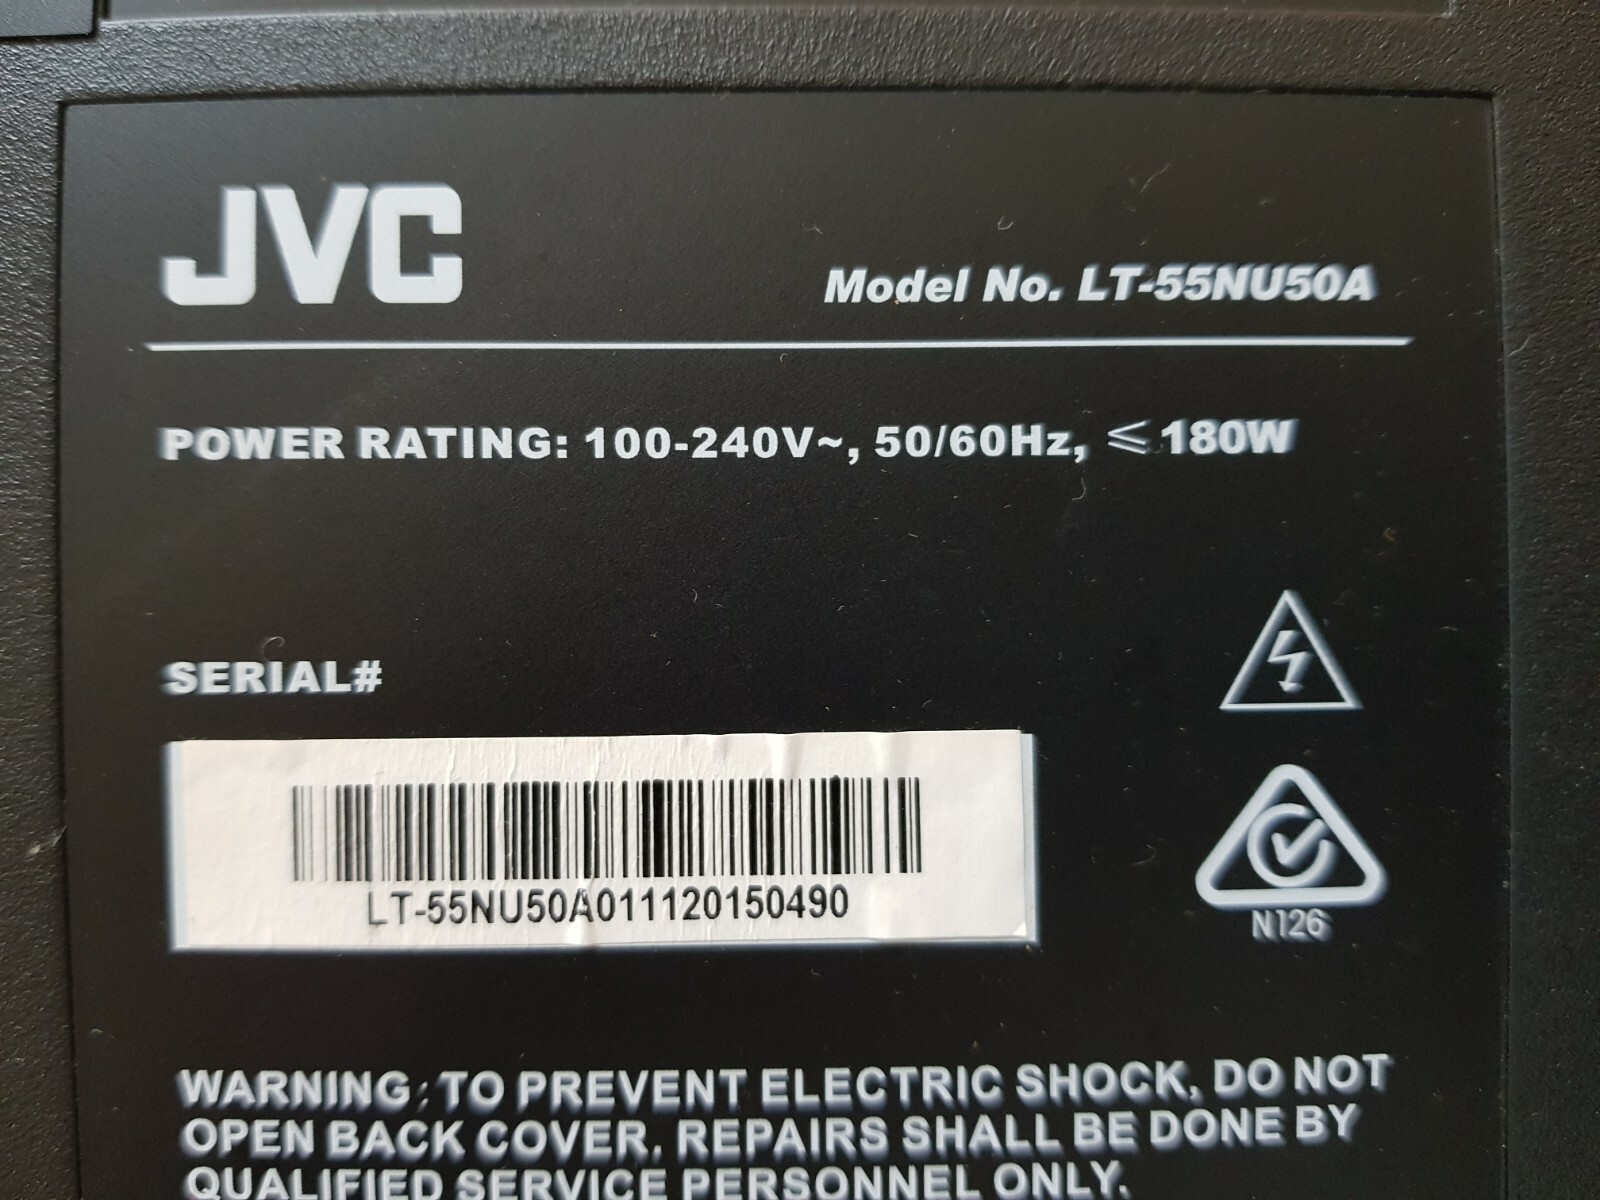 JVC
Model No. LT-55NU50A
POWER RATING: 100-240V~, 50/60Hz, ⩽ 180W
SERIAL#
LT-55NU50A011120150490
N126
WARNING: TO PREVENT ELECTRIC SHOCK, DO NOT
OPEN BACK COVER. REPAIRS SHALL BE DONE BY
QUALIFIED SERVICE PERSONNEL ONLY.